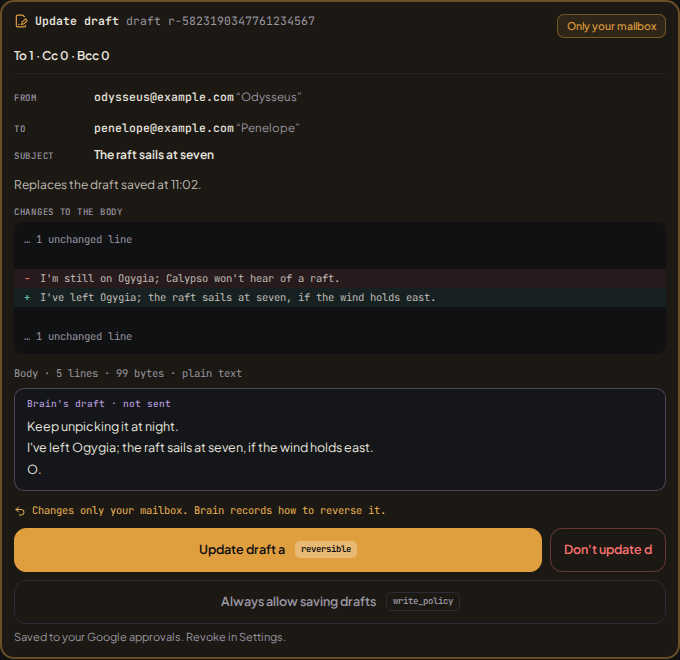 Update draft draft r-5823190347761234567
Only your mailbox
To 1 · Cc 0 · Bcc 0
FROM odysseus@example.com “Odysseus”
TO penelope@example.com “Penelope”
SUBJECT The raft sails at seven
Replaces the draft saved at 11:02.
CHANGES TO THE BODY
… 1 unchanged line
- I'm still on Ogygia; Calypso won't hear of a raft.
+ I've left Ogygia; the raft sails at seven, if the wind holds east.
… 1 unchanged line
Body · 5 lines · 99 bytes · plain text
Brain's draft · not sent
Keep unpicking it at night.
I've left Ogygia; the raft sails at seven, if the wind holds east.
O.
Changes only your mailbox. Brain records how to reverse it.
Update draft a reversible
Don't update d
Always allow saving drafts write_policy
Saved to your Google approvals. Revoke in Settings.